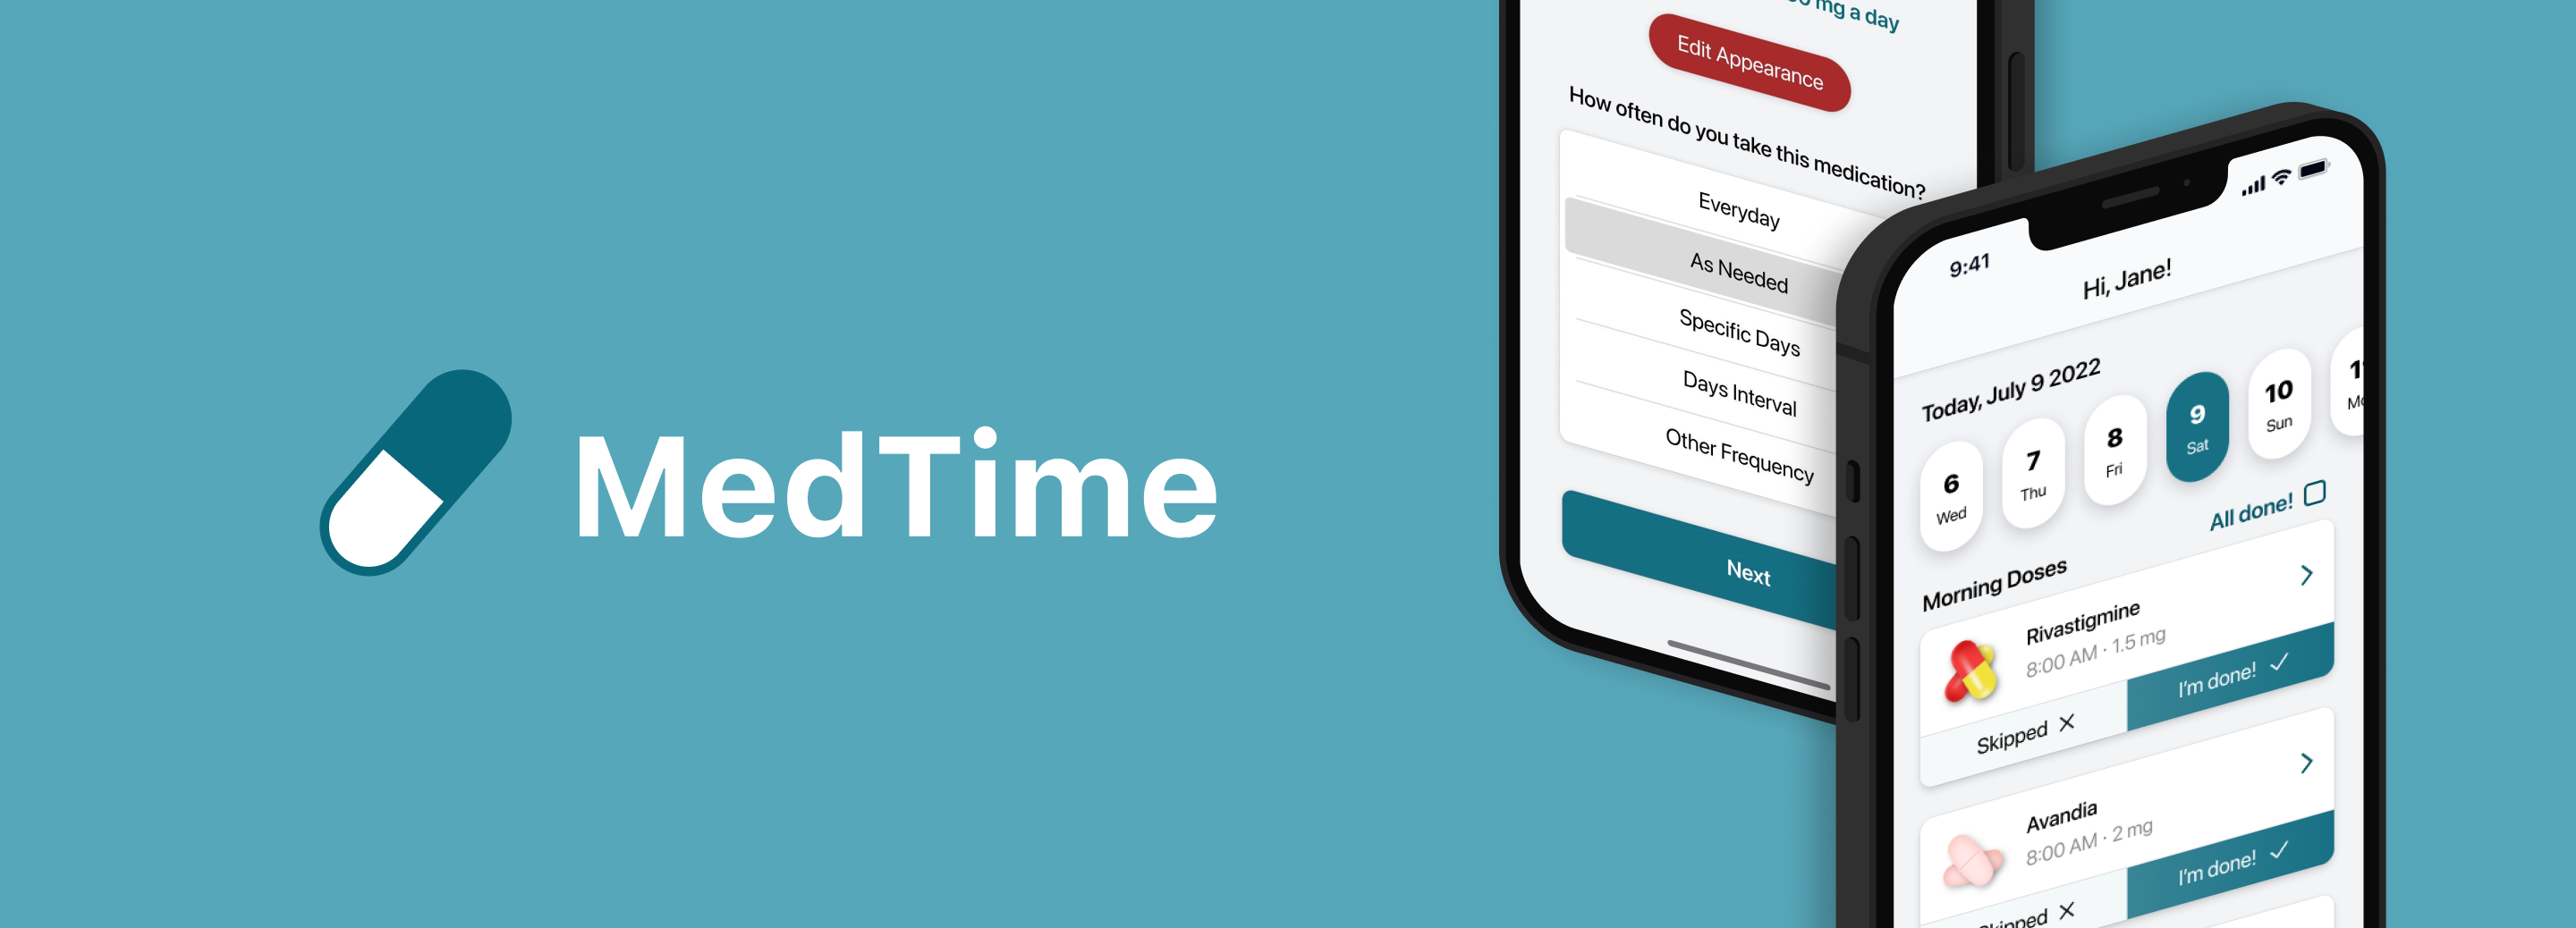 MedTime
mg a day
Edit Appearance
How often do you take this medication?
Everyday
As Needed
Specific Days
Days Interval
Other Frequency
Next
9:41
Hi, Jane!
Today, July 9 2022
6
Wed
7
Thu
8
Fri
9
Sat
10
Sun
All done!
Morning Doses
Rivastigmine
8:00 AM · 1.5 mg
Skipped
I'm done!
Avandia
8:00 AM · 2 mg
I'm done!